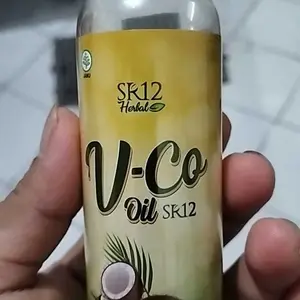 SR12
Herbal
V-Co
Oil SR12